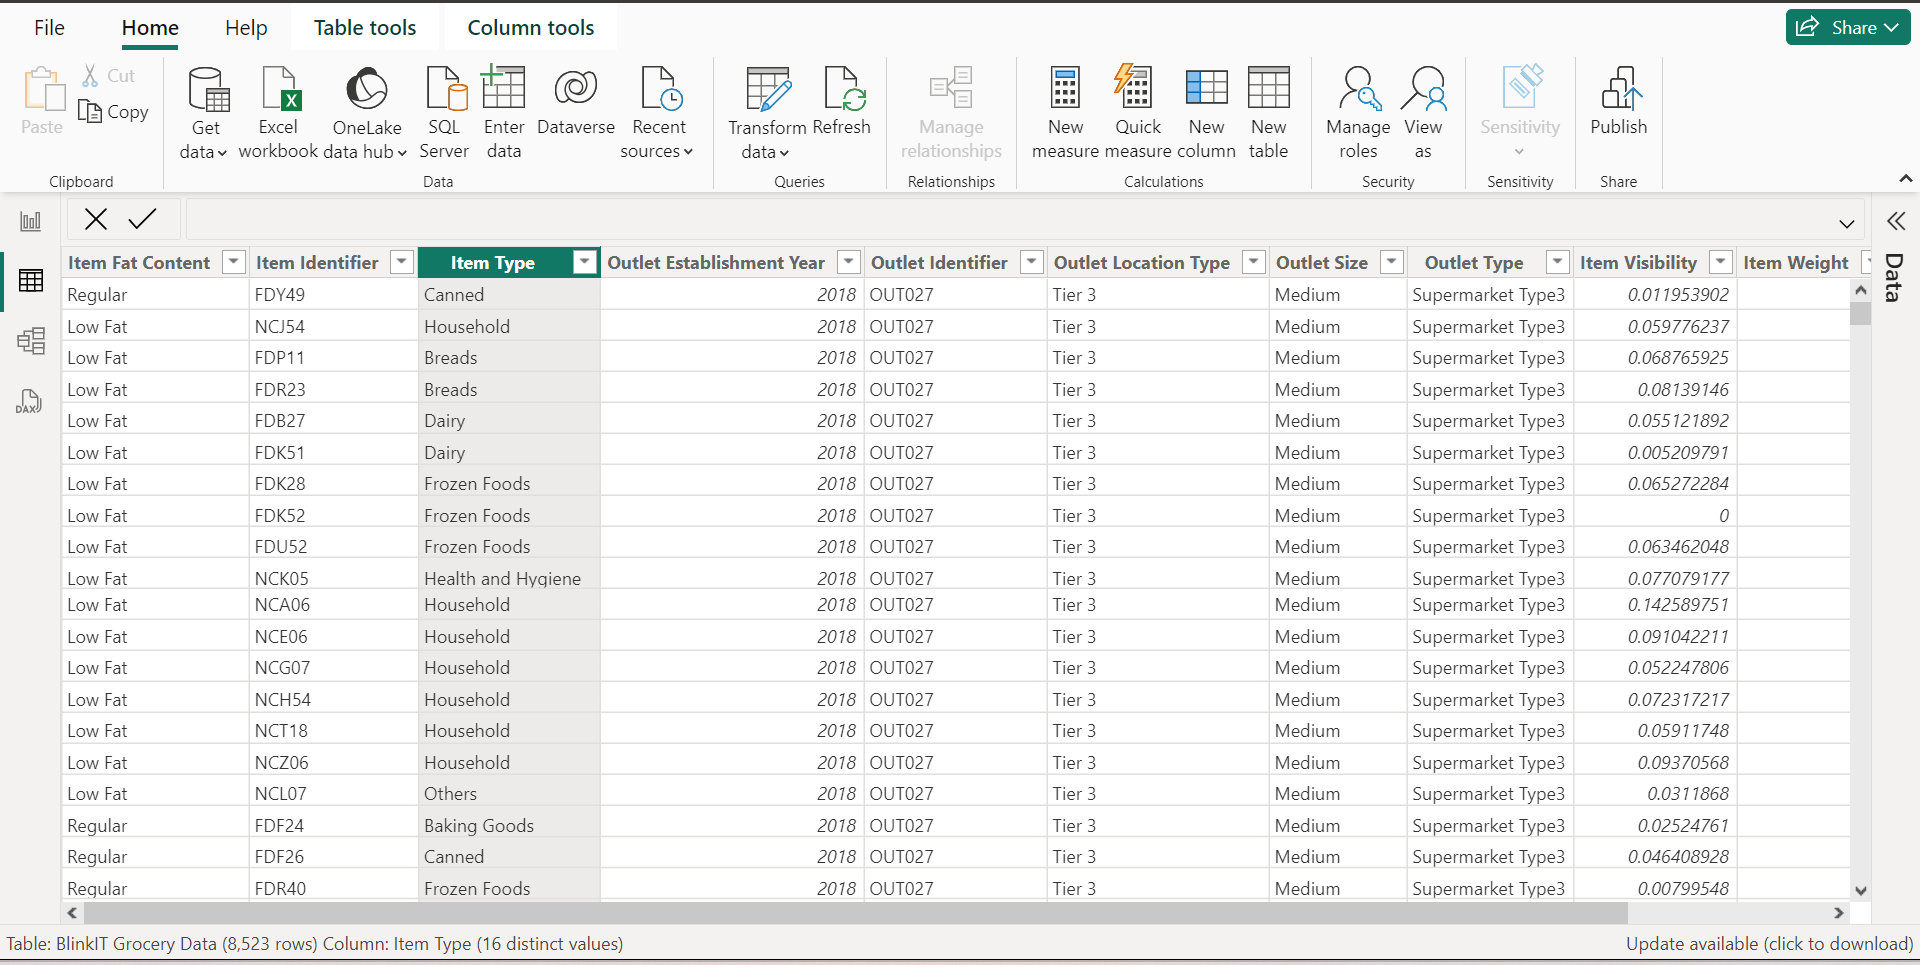 File Home Help Table tools Column tools Share
Paste Cut Copy
Get data Excel workbook OneLake data hub SQL Server Enter data Dataverse Recent sources
Transform data Refresh
Manage relationships
New measure Quick measure New column New table
Manage roles View as
Sensitivity
Publish
Clipboard Data Queries Relationships Calculations Security Sensitivity Share
Data
DAX
Item Fat Content Item Identifier Item Type Outlet Establishment Year Outlet Identifier Outlet Location Type Outlet Size Outlet Type Item Visibility Item Weight
Regular FDY49 Canned 2018 OUT027 Tier 3 Medium Supermarket Type3 0.011953902
Low Fat NCJ54 Household 2018 OUT027 Tier 3 Medium Supermarket Type3 0.059776237
Low Fat FDP11 Breads 2018 OUT027 Tier 3 Medium Supermarket Type3 0.068765925
Low Fat FDR23 Breads 2018 OUT027 Tier 3 Medium Supermarket Type3 0.08139146
Low Fat FDB27 Dairy 2018 OUT027 Tier 3 Medium Supermarket Type3 0.055121892
Low Fat FDK51 Dairy 2018 OUT027 Tier 3 Medium Supermarket Type3 0.005209791
Low Fat FDK28 Frozen Foods 2018 OUT027 Tier 3 Medium Supermarket Type3 0.065272284
Low Fat FDK52 Frozen Foods 2018 OUT027 Tier 3 Medium Supermarket Type3 0
Low Fat FDU52 Frozen Foods 2018 OUT027 Tier 3 Medium Supermarket Type3 0.063462048
Low Fat NCK05 Health and Hygiene 2018 OUT027 Tier 3 Medium Supermarket Type3 0.077079177
Low Fat NCA06 Household 2018 OUT027 Tier 3 Medium Supermarket Type3 0.142589751
Low Fat NCE06 Household 2018 OUT027 Tier 3 Medium Supermarket Type3 0.091042211
Low Fat NCG07 Household 2018 OUT027 Tier 3 Medium Supermarket Type3 0.052247806
Low Fat NCH54 Household 2018 OUT027 Tier 3 Medium Supermarket Type3 0.072317217
Low Fat NCT18 Household 2018 OUT027 Tier 3 Medium Supermarket Type3 0.05911748
Low Fat NCZ06 Household 2018 OUT027 Tier 3 Medium Supermarket Type3 0.09370568
Low Fat NCL07 Others 2018 OUT027 Tier 3 Medium Supermarket Type3 0.0311868
Regular FDF24 Baking Goods 2018 OUT027 Tier 3 Medium Supermarket Type3 0.02524761
Regular FDF26 Canned 2018 OUT027 Tier 3 Medium Supermarket Type3 0.046408928
Regular FDR40 Frozen Foods 2018 OUT027 Tier 3 Medium Supermarket Type3 0.00799548
Table: BlinkIT Grocery Data (8,523 rows) Column: Item Type (16 distinct values) Update available (click to download)